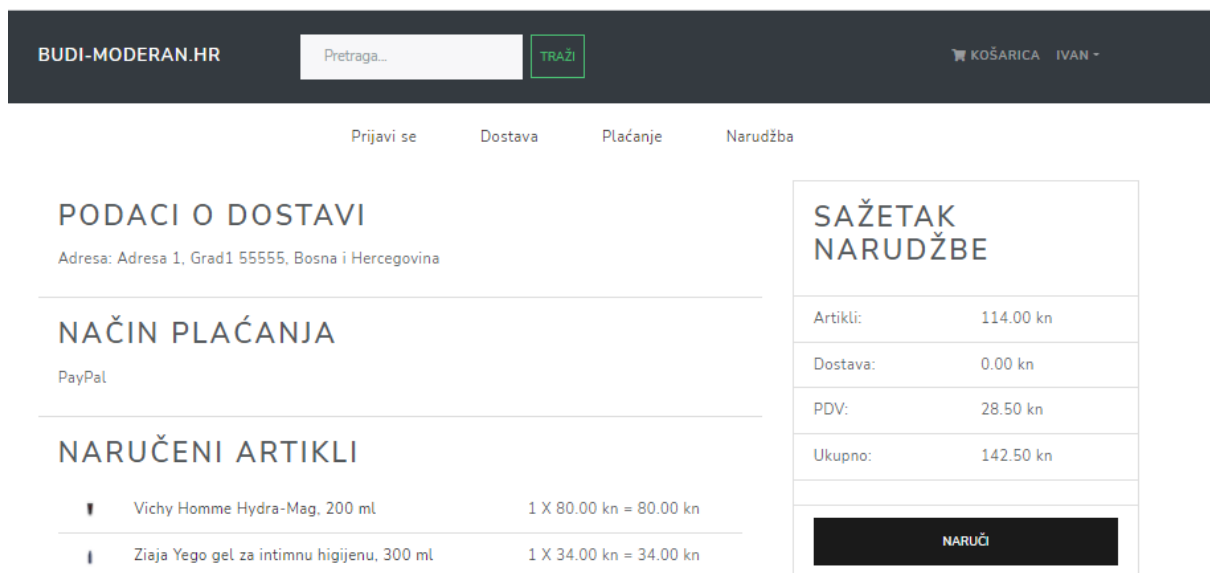 BUDI-MODERAN.HR
Pretraga...
TRAŽI
KOŠARICA IVAN
Prijavi se Dostava Plaćanje Narudžba
PODACI O DOSTAVI
Adresa: Adresa 1, Grad1 55555, Bosna i Hercegovina
NAČIN PLAĆANJA
PayPal
NARUČENI ARTIKLI
Vichy Homme Hydra-Mag, 200 ml 1 X 80.00 kn = 80.00 kn
Ziaja Yego gel za intimnu higijenu, 300 ml 1 X 34.00 kn = 34.00 kn
SAŽETAK
NARUDŽBE
Artikli: 114.00 kn
Dostava: 0.00 kn
PDV: 28.50 kn
Ukupno: 142.50 kn
NARUČI